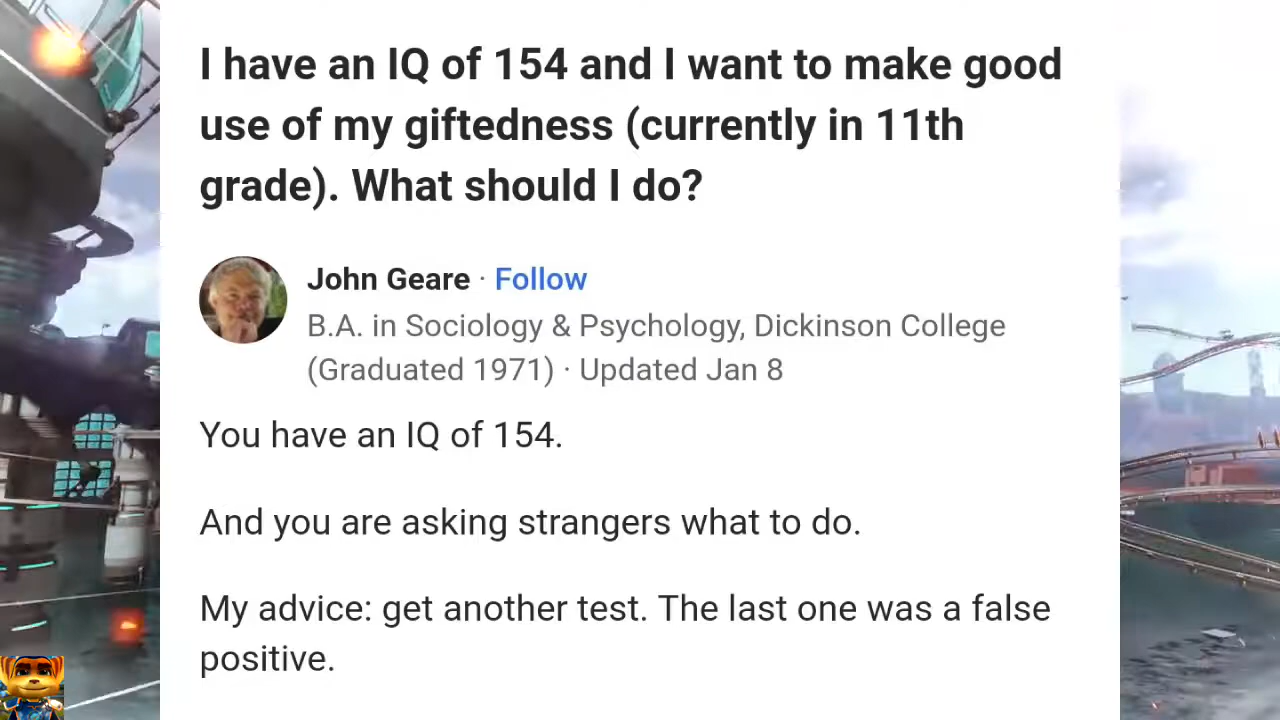 I have an IQ of 154 and I want to make good
use of my giftedness (currently in 11th
grade). What should I do?
John Geare · Follow
B.A. in Sociology & Psychology, Dickinson College
(Graduated 1971) · Updated Jan 8
You have an IQ of 154.
And you are asking strangers what to do.
My advice: get another test. The last one was a false
positive.